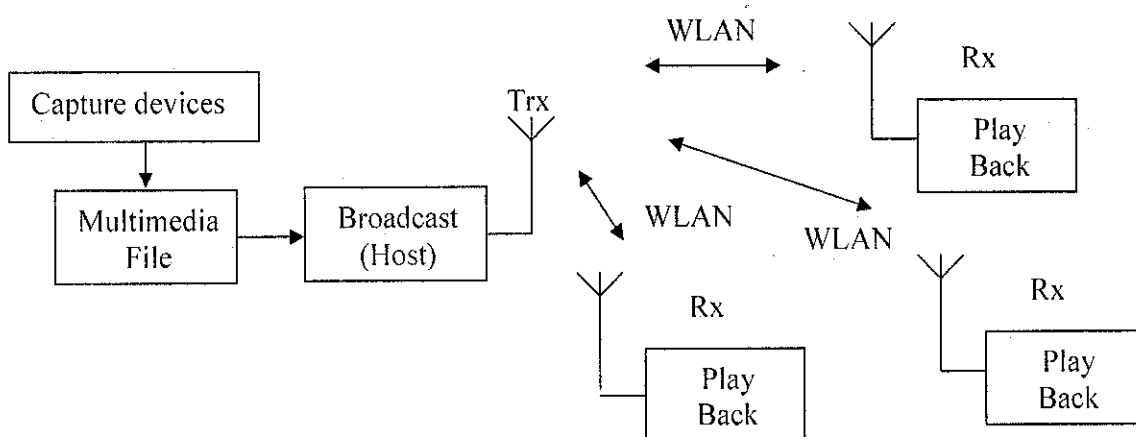 WLAN
Rx
Capture devices
Trx
Play
Back
Multimedia
File
Broadcast
(Host)
WLAN
WLAN
Rx
Play
Back
Rx
Play
Back